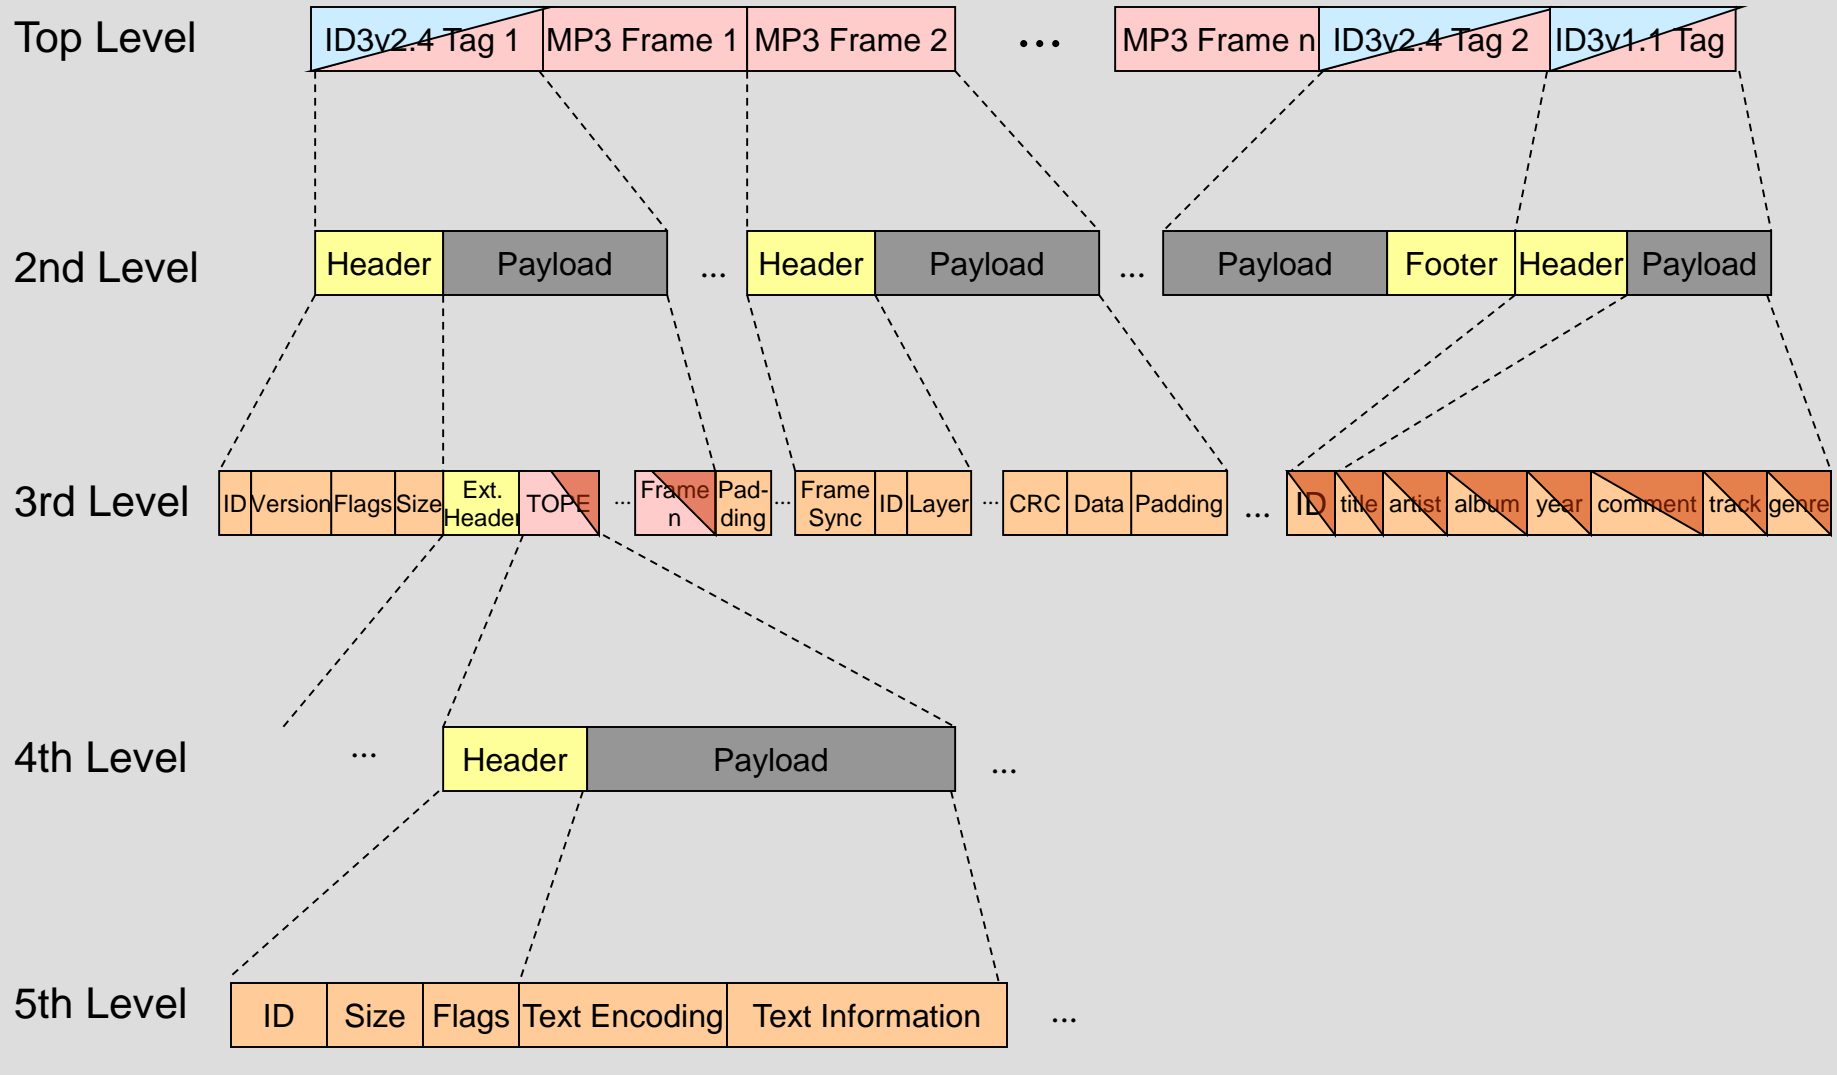 Top Level
ID3v2.4 Tag 1 MP3 Frame 1 MP3 Frame 2 ... MP3 Frame n ID3v2.4 Tag 2 ID3v1.1 Tag
2nd Level
Header Payload ... Header Payload ... Payload Footer Header Payload
3rd Level
ID Version Flags Size Ext. Header TOPE ... Frame n Pad-ding ... Frame Sync ID Layer ... CRC Data Padding ... ID title artist album year comment track genre
4th Level
... Header Payload ...
5th Level
ID Size Flags Text Encoding Text Information ...